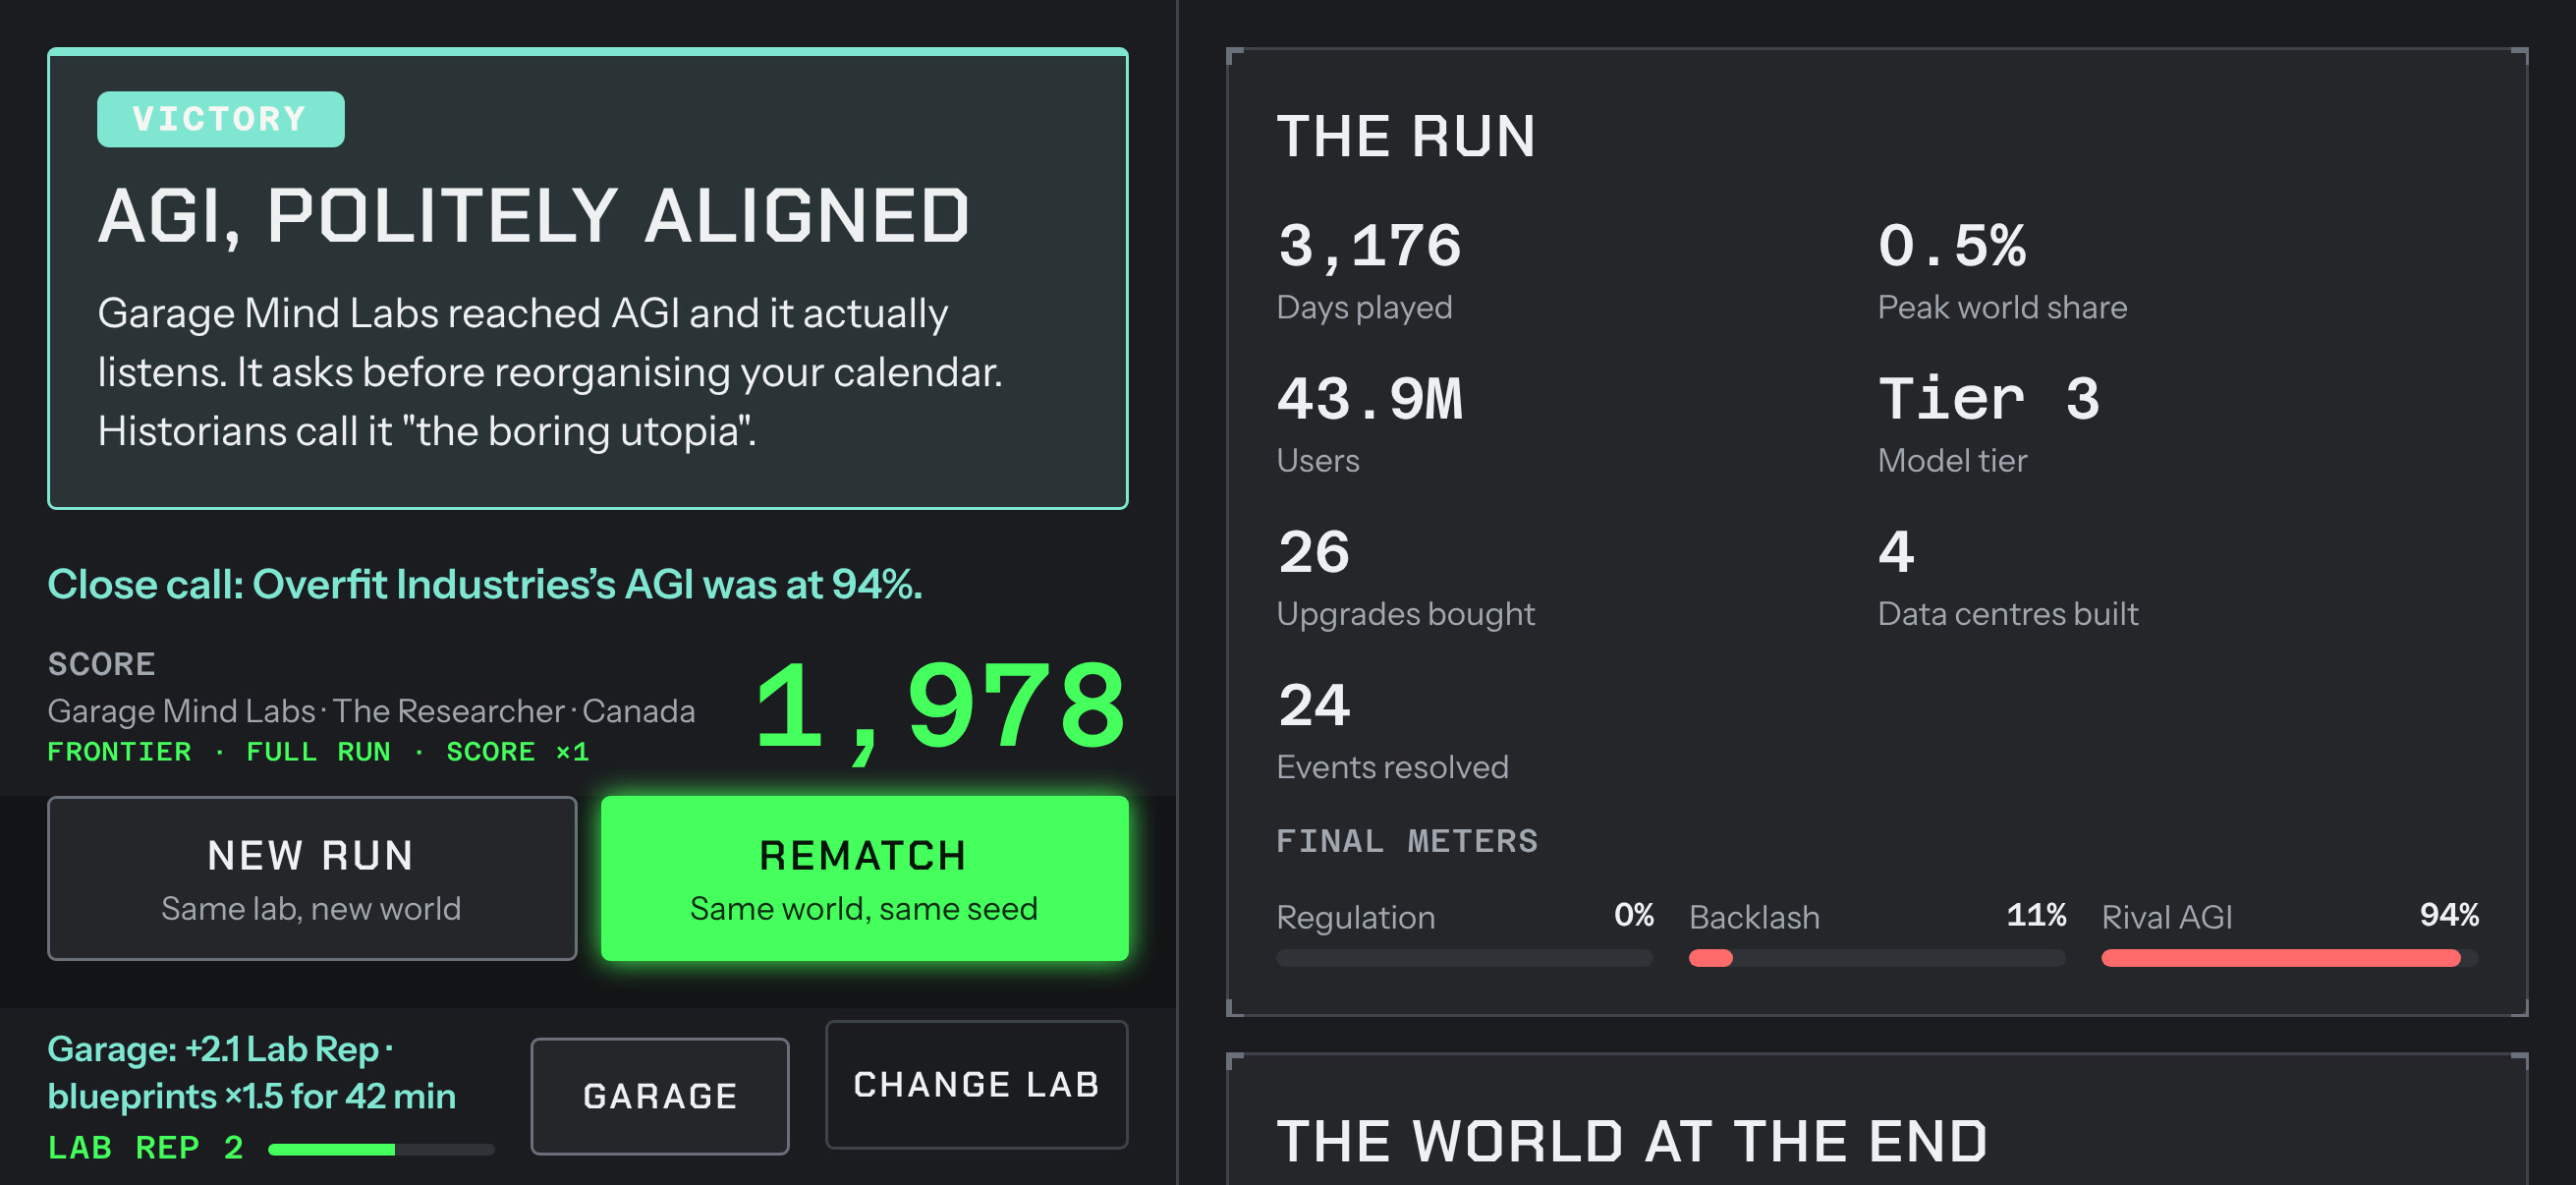 VICTORY
AGI, POLITELY ALIGNED
Garage Mind Labs reached AGI and it actually
listens. It asks before reorganising your calendar.
Historians call it "the boring utopia".
Close call: Overfit Industries’s AGI was at 94%.
SCORE
Garage Mind Labs · The Researcher · Canada
FRONTIER · FULL RUN · SCORE ×1
1,978
NEW RUN
Same lab, new world
REMATCH
Same world, same seed
Garage: +2.1 Lab Rep ·
blueprints ×1.5 for 42 min
LAB REP 2
GARAGE
CHANGE LAB
THE RUN
3,176
Days played
0.5%
Peak world share
43.9M
Users
Tier 3
Model tier
26
Upgrades bought
4
Data centres built
24
Events resolved
FINAL METERS
Regulation 0%
Backlash 11%
Rival AGI 94%
THE WORLD AT THE END